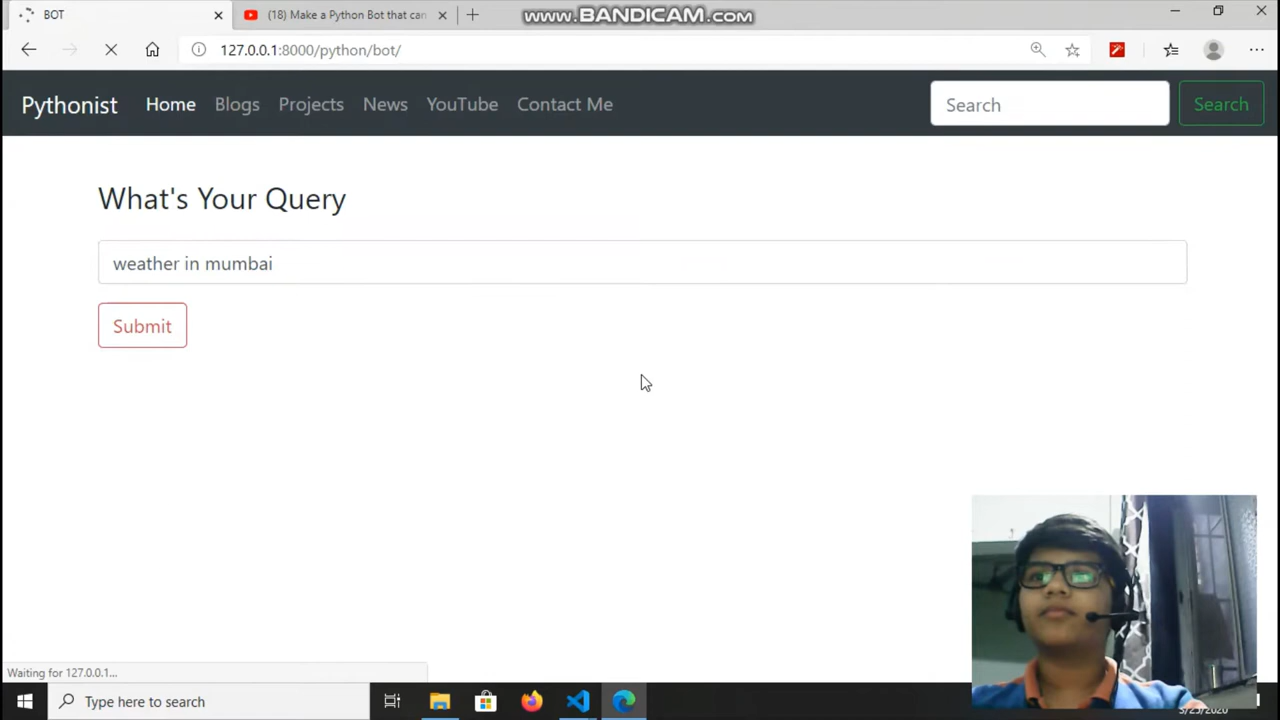 BOT
(18) Make a Python Bot that can
www.BANDICAM.com
127.0.0.1:8000/python/bot/
Pythonist
Home
Blogs
Projects
News
YouTube
Contact Me
Search
Search
What's Your Query
weather in mumbai
Submit
Waiting for 127.0.0.1...
Type here to search